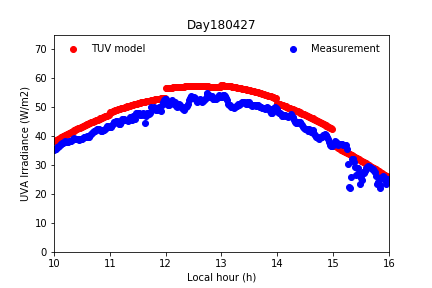 Day180427
TUV model
Measurement
UVA Irradiance (W/m2)
70
60
50
40
30
20
10
0
10 11 12 13 14 15 16
Local hour (h)